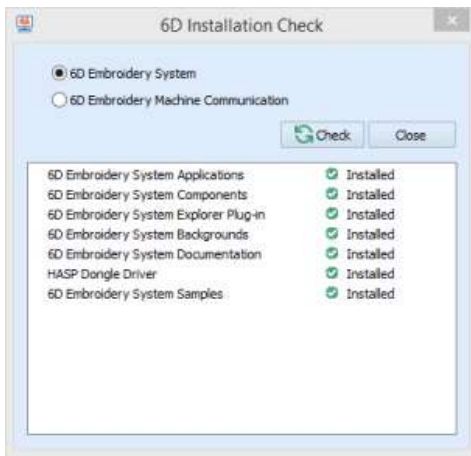 6D Installation Check
6D Embroidery System
6D Embroidery Machine Communication
Check Close
6D Embroidery System Applications Installed
6D Embroidery System Components Installed
6D Embroidery System Explorer Plug-in Installed
6D Embroidery System Backgrounds Installed
6D Embroidery System Documentation Installed
HASP Dongle Driver Installed
6D Embroidery System Samples Installed